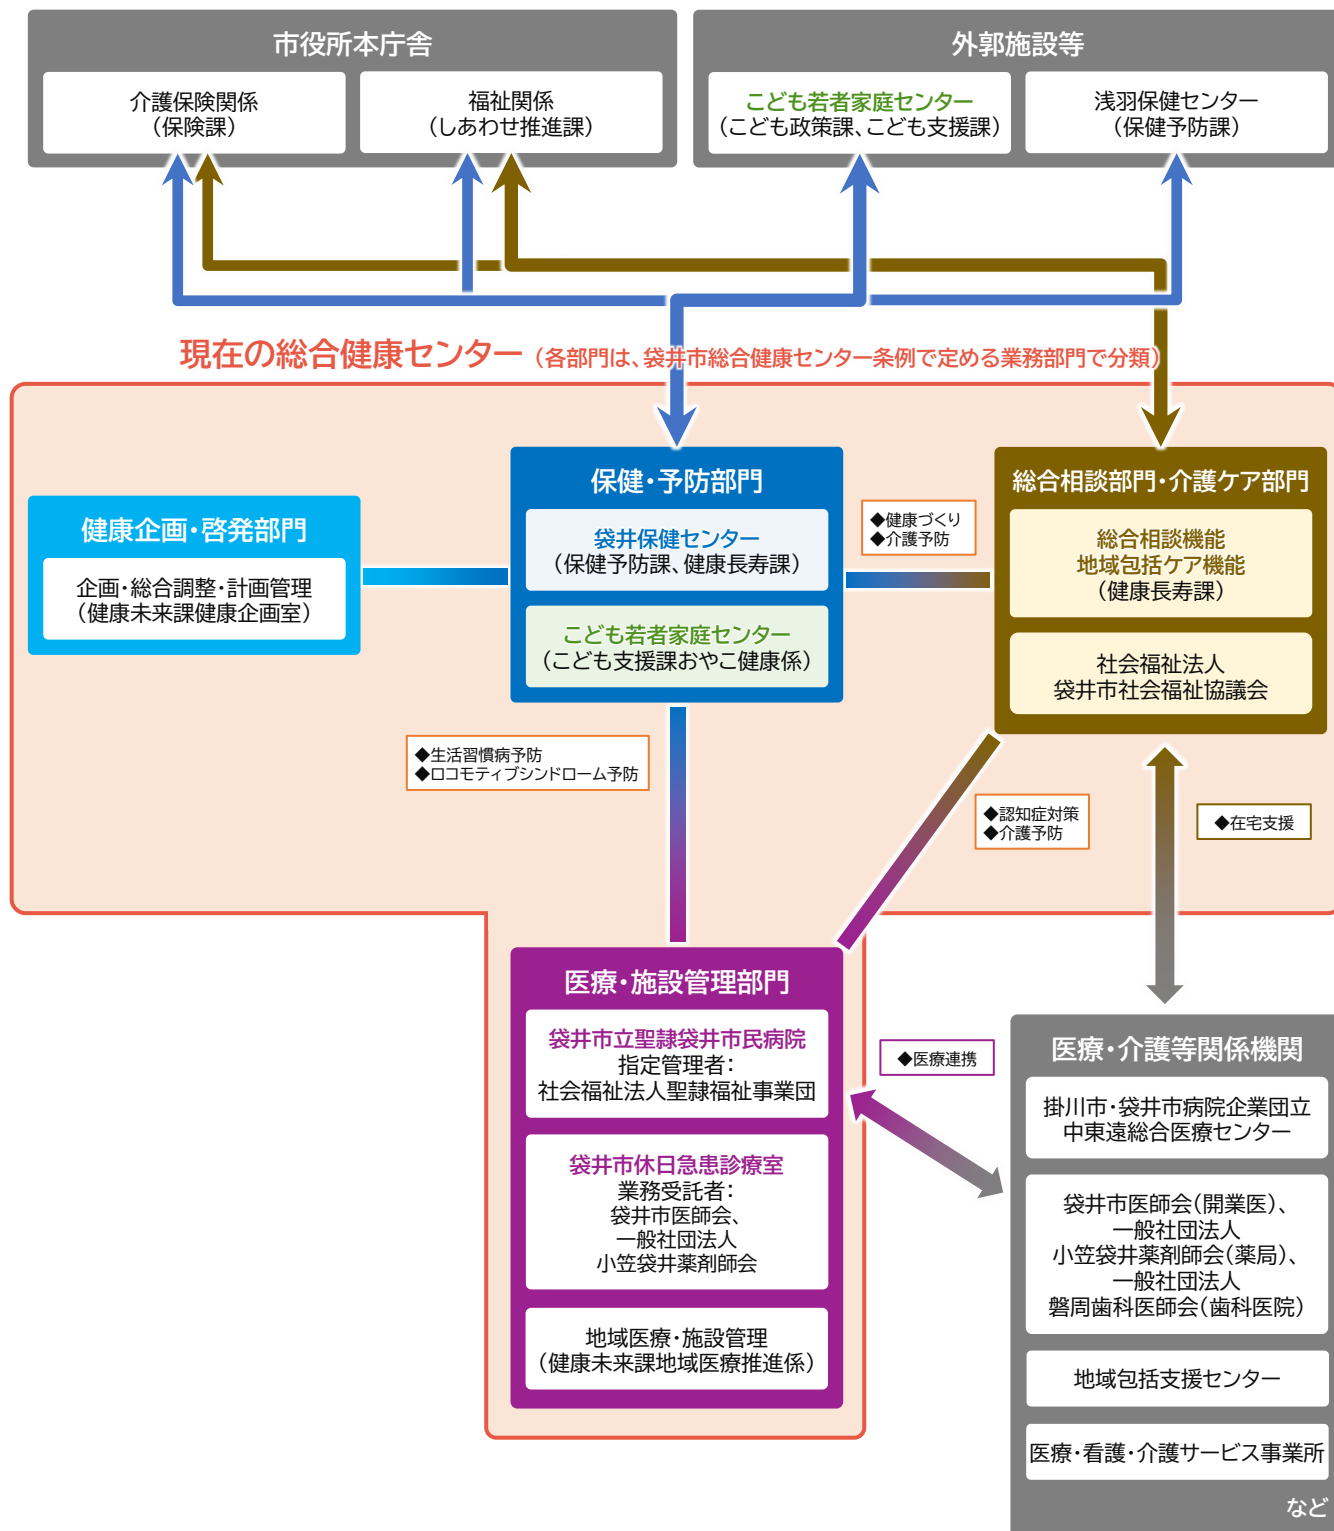 市役所本庁舎
介護保険関係
(保険課)
福祉関係
(しあわせ推進課)
外郭施設等
こども若者家庭センター
(こども政策課、こども支援課)
浅羽保健センター
(保健予防課)
現在の総合健康センター (各部門は、袋井市総合健康センター条例で定める業務部門で分類)
健康企画・啓発部門
企画・総合調整・計画管理
(健康未来課健康企画室)
保健・予防部門
袋井保健センター
(保健予防課、健康長寿課)
こども若者家庭センター
(こども支援課おやこ健康係)
◆健康づくり
◆介護予防
総合相談部門・介護ケア部門
総合相談機能
地域包括ケア機能
(健康長寿課)
社会福祉法人
袋井市社会福祉協議会
◆生活習慣病予防
◆ロコモティブシンドローム予防
◆認知症対策
◆介護予防
◆在宅支援
医療・施設管理部門
袋井市立聖隷袋井市民病院
指定管理者：
社会福祉法人聖隷福祉事業団
袋井市休日急患診療室
業務受託者：
袋井市医師会、
一般社団法人
小笠袋井薬剤師会
地域医療・施設管理
(健康未来課地域医療推進係)
◆医療連携
医療・介護等関係機関
掛川市・袋井市病院企業団立
中東遠総合医療センター
袋井市医師会(開業医)、
一般社団法人
小笠袋井薬剤師会(薬局)、
一般社団法人
磐周歯科医師会(歯科医院)
地域包括支援センター
医療・看護・介護サービス事業所
など